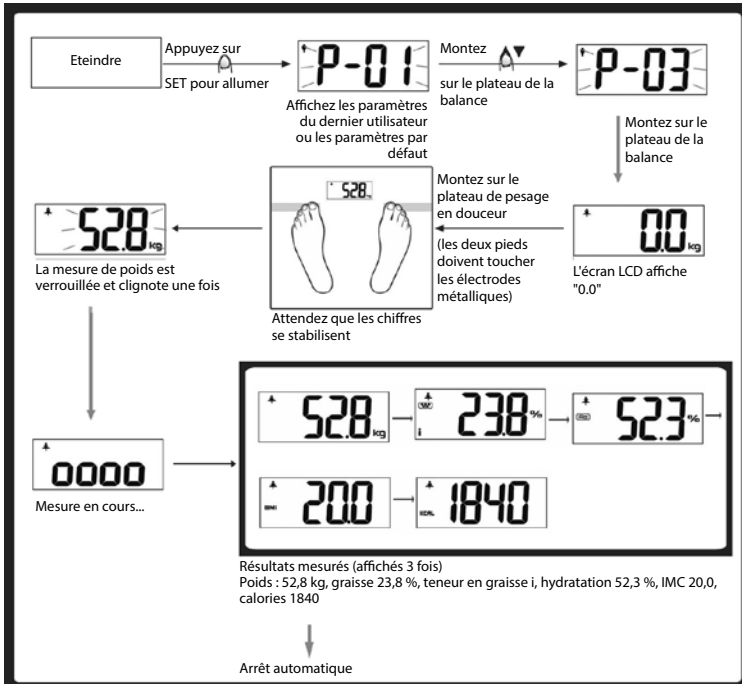 Eteindre
Appuyez sur
SET pour allumer
P-01
Affichez les paramètres
du dernier utilisateur
ou les paramètres par
défaut
Montez
sur le plateau de la
balance
P-03
Montez sur le
plateau de la
balance
0.0 kg
L'écran LCD affiche
"0.0"
Montez sur le
plateau de pesage
en douceur
(les deux pieds
doivent toucher
les électrodes
métalliques)
52.8
Attendez que les chiffres
se stabilisent
52.8 kg
La mesure de poids est
verrouillée et clignote une fois
0000
Mesure en cours...
52.8 kg
i 23.8 %
52.3 %
BMI 20.0
KCAL 1840
Résultats mesurés (affichés 3 fois)
Poids : 52,8 kg, graisse 23,8 %, teneur en graisse i, hydratation 52,3 %, IMC 20,0,
calories 1840
Arrêt automatique